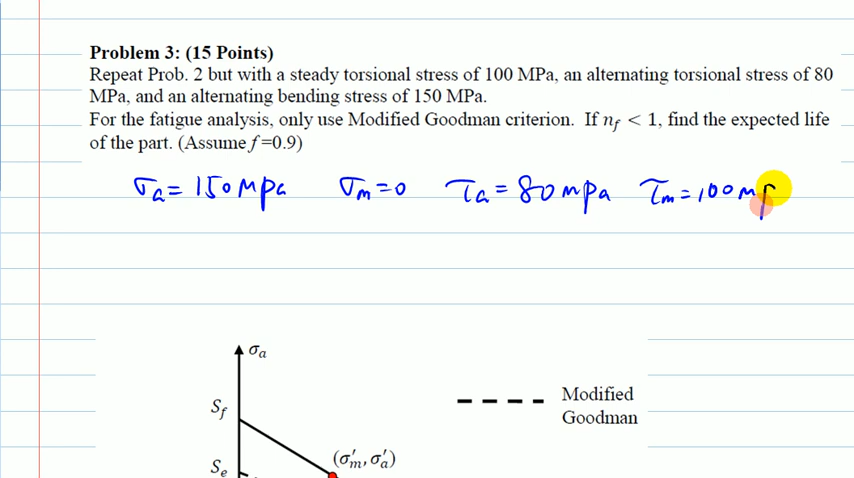 Problem 3: (15 Points)
Repeat Prob. 2 but with a steady torsional stress of 100 MPa, an alternating torsional stress of 80
MPa, and an alternating bending stress of 150 MPa.
For the fatigue analysis, only use Modified Goodman criterion. If n_f < 1, find the expected life
of the part. (Assume f =0.9)
σa = 150 MPa σm = 0 τa = 80 MPa τm = 100 MP
σa
Sf
Modified
Goodman
(σ′m, σ′a)
Se